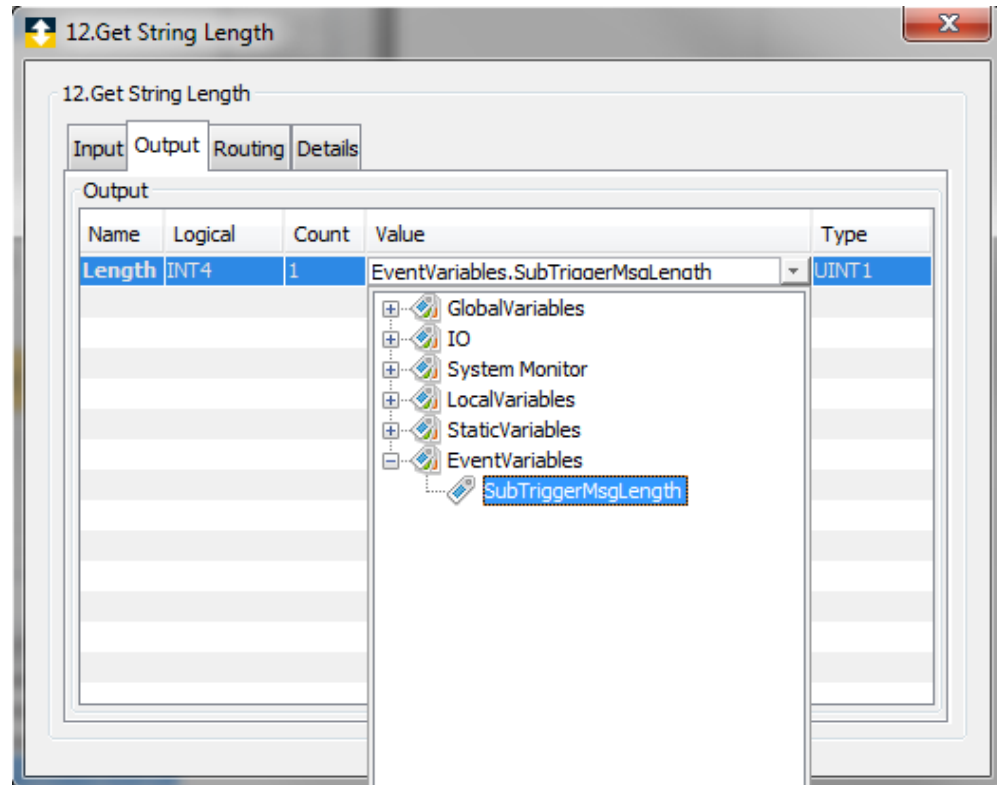 12.Get String Length
12.Get String Length
Input Output Routing Details
Output
Name Logical Count Value Type
Length INT4 1 EventVariables.SubTriggerMsgLength UINT1
GlobalVariables
IO
System Monitor
LocalVariables
StaticVariables
EventVariables
SubTriggerMsgLength